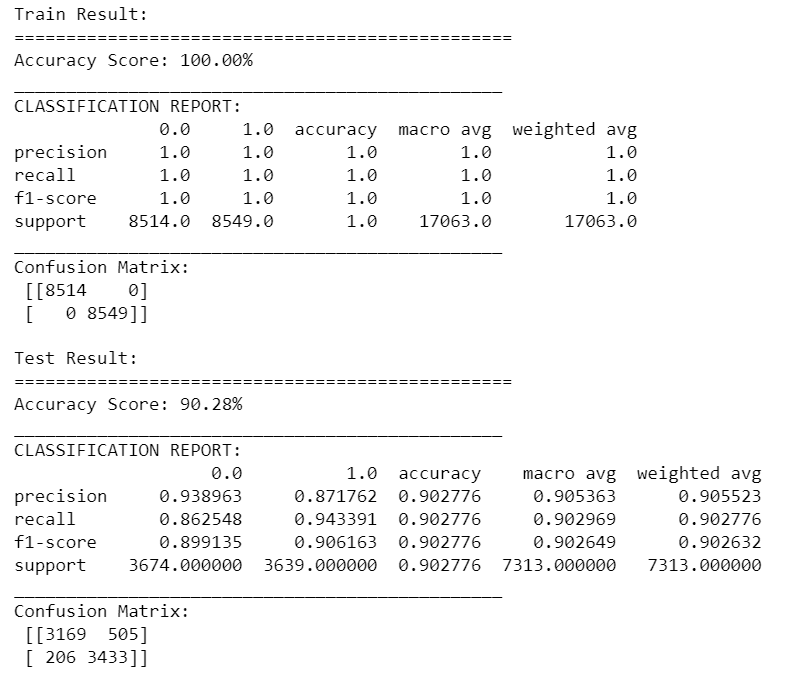 Train Result:
================================================
Accuracy Score: 100.00%
_______________________________________________
CLASSIFICATION REPORT:
              0.0     1.0  accuracy  macro avg  weighted avg
precision     1.0     1.0       1.0        1.0           1.0
recall        1.0     1.0       1.0        1.0           1.0
f1-score      1.0     1.0       1.0        1.0           1.0
support    8514.0  8549.0       1.0    17063.0       17063.0
_______________________________________________
Confusion Matrix:
 [[8514    0]
 [   0 8549]]
Test Result:
================================================
Accuracy Score: 90.28%
_______________________________________________
CLASSIFICATION REPORT:
                   0.0          1.0  accuracy    macro avg  weighted avg
precision     0.938963     0.871762  0.902776     0.905363      0.905523
recall        0.862548     0.943391  0.902776     0.902969      0.902776
f1-score      0.899135     0.906163  0.902776     0.902649      0.902632
support    3674.000000  3639.000000  0.902776  7313.000000   7313.000000
_______________________________________________
Confusion Matrix:
 [[3169  505]
 [ 206 3433]]